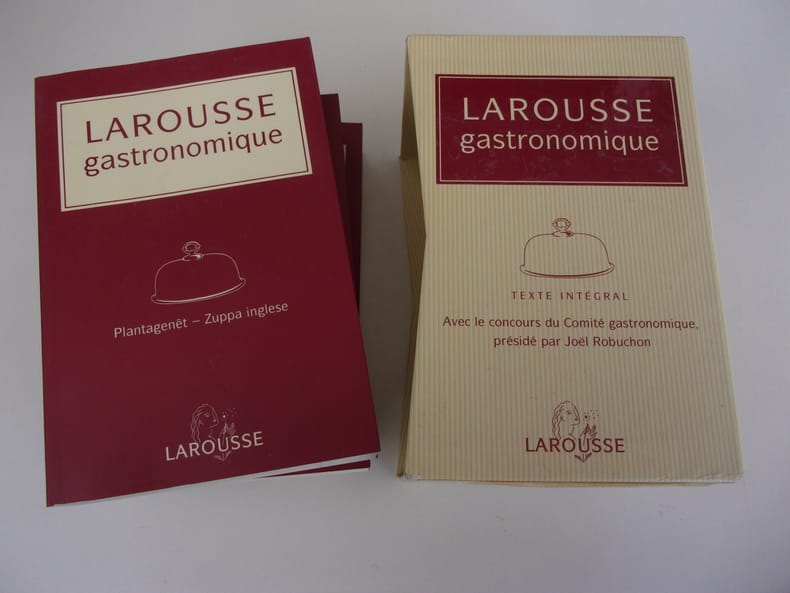 LAROUSSE
gastronomique
Plantagenêt – Zuppa inglese
LAROUSSE
LAROUSSE
gastronomique
TEXTE INTÉGRAL
Avec le concours du Comité gastronomique,
présidé par Joël Robuchon
LAROUSSE